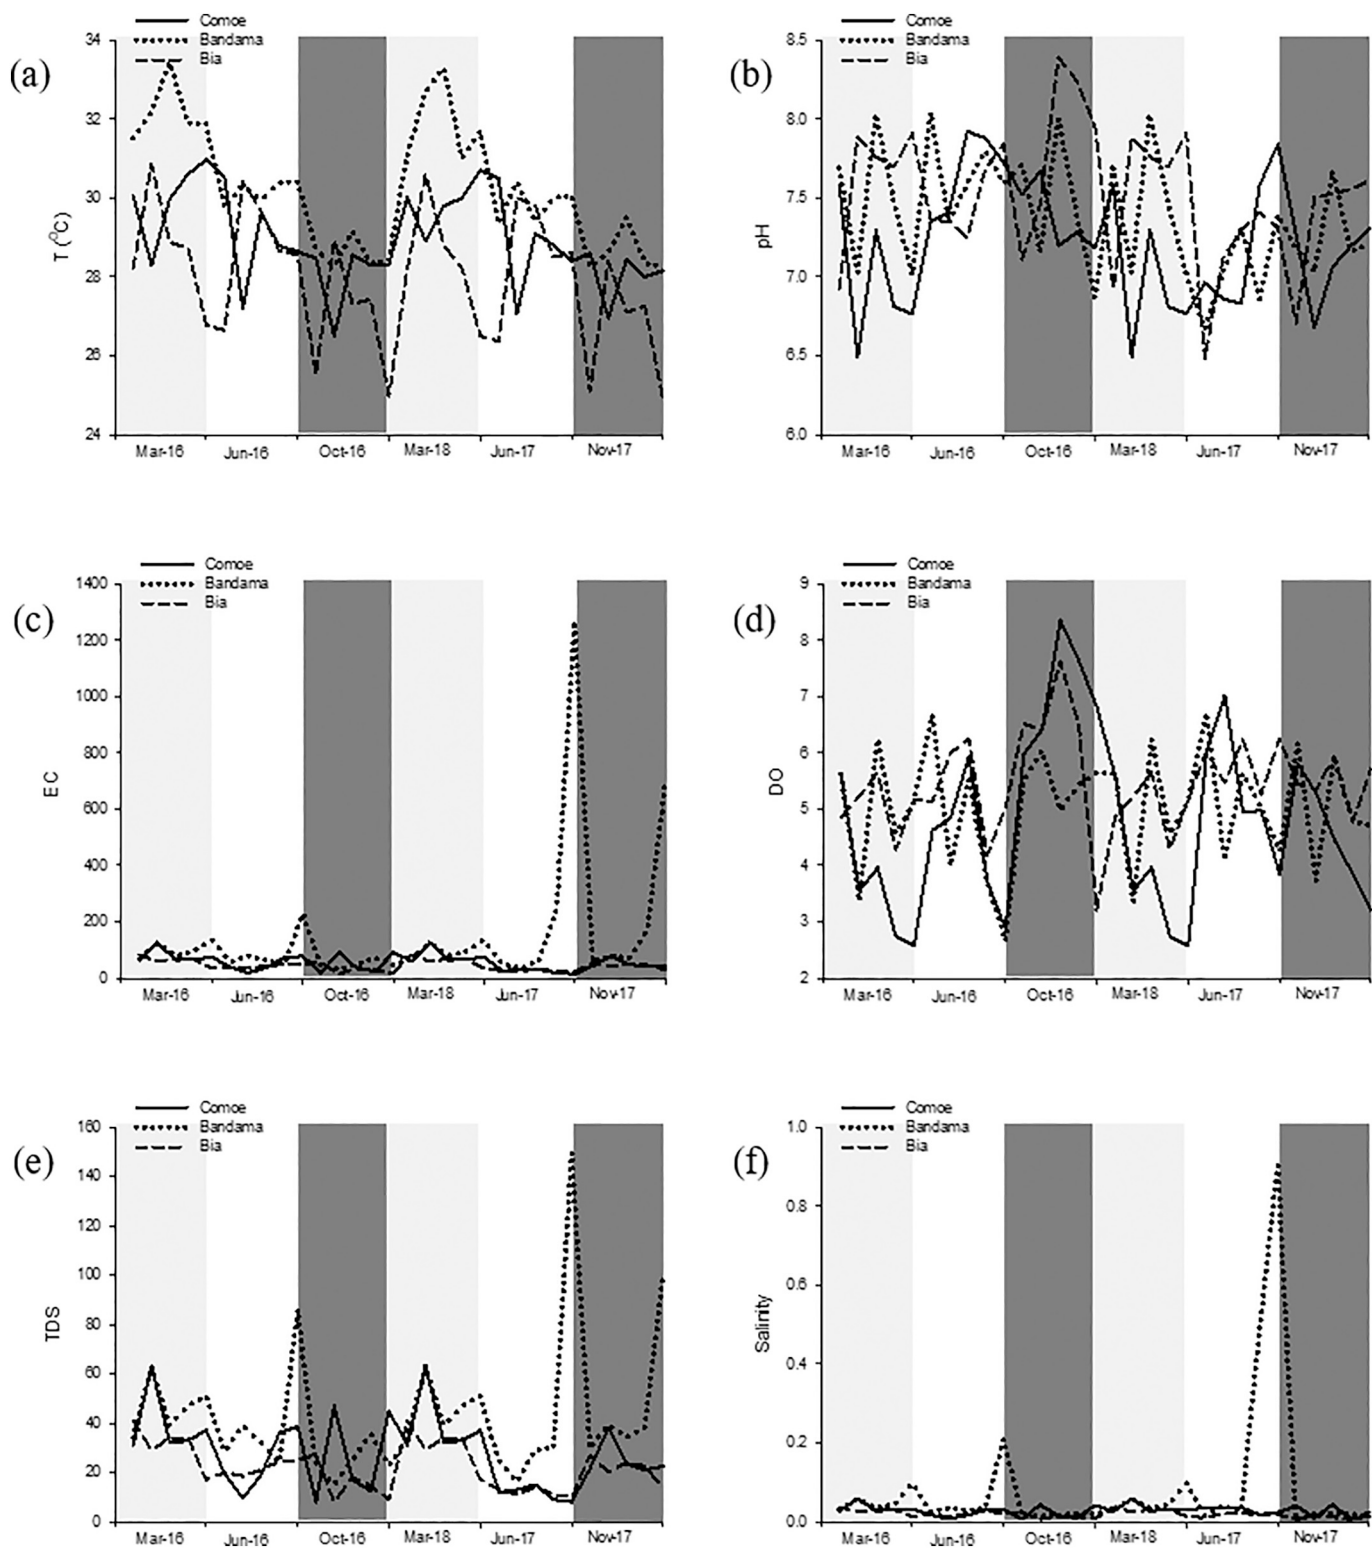 Comoe
Bandama
Bia
(a)
T (°C)
34
32
30
28
26
24
Mar-16 Jun-16 Oct-16 Mar-18 Jun-17 Nov-17
Comoe
Bandama
Bia
(b)
pH
8.5
8.0
7.5
7.0
6.5
6.0
Mar-16 Jun-16 Oct-16 Mar-18 Jun-17 Nov-17
Comoe
Bandama
Bia
(c)
EC
1400
1200
1000
800
600
400
200
0
Mar-16 Jun-16 Oct-16 Mar-18 Jun-17 Nov-17
Comoe
Bandama
Bia
(d)
DO
9
8
7
6
5
4
3
2
Mar-16 Jun-16 Oct-16 Mar-18 Jun-17 Nov-17
Comoe
Bandama
Bia
(e)
TDS
160
140
120
100
80
60
40
20
0
Mar-16 Jun-16 Oct-16 Mar-18 Jun-17 Nov-17
Comoe
Bandama
Bia
(f)
Salinity
1.0
0.8
0.6
0.4
0.2
0.0
Mar-16 Jun-16 Oct-16 Mar-18 Jun-17 Nov-17